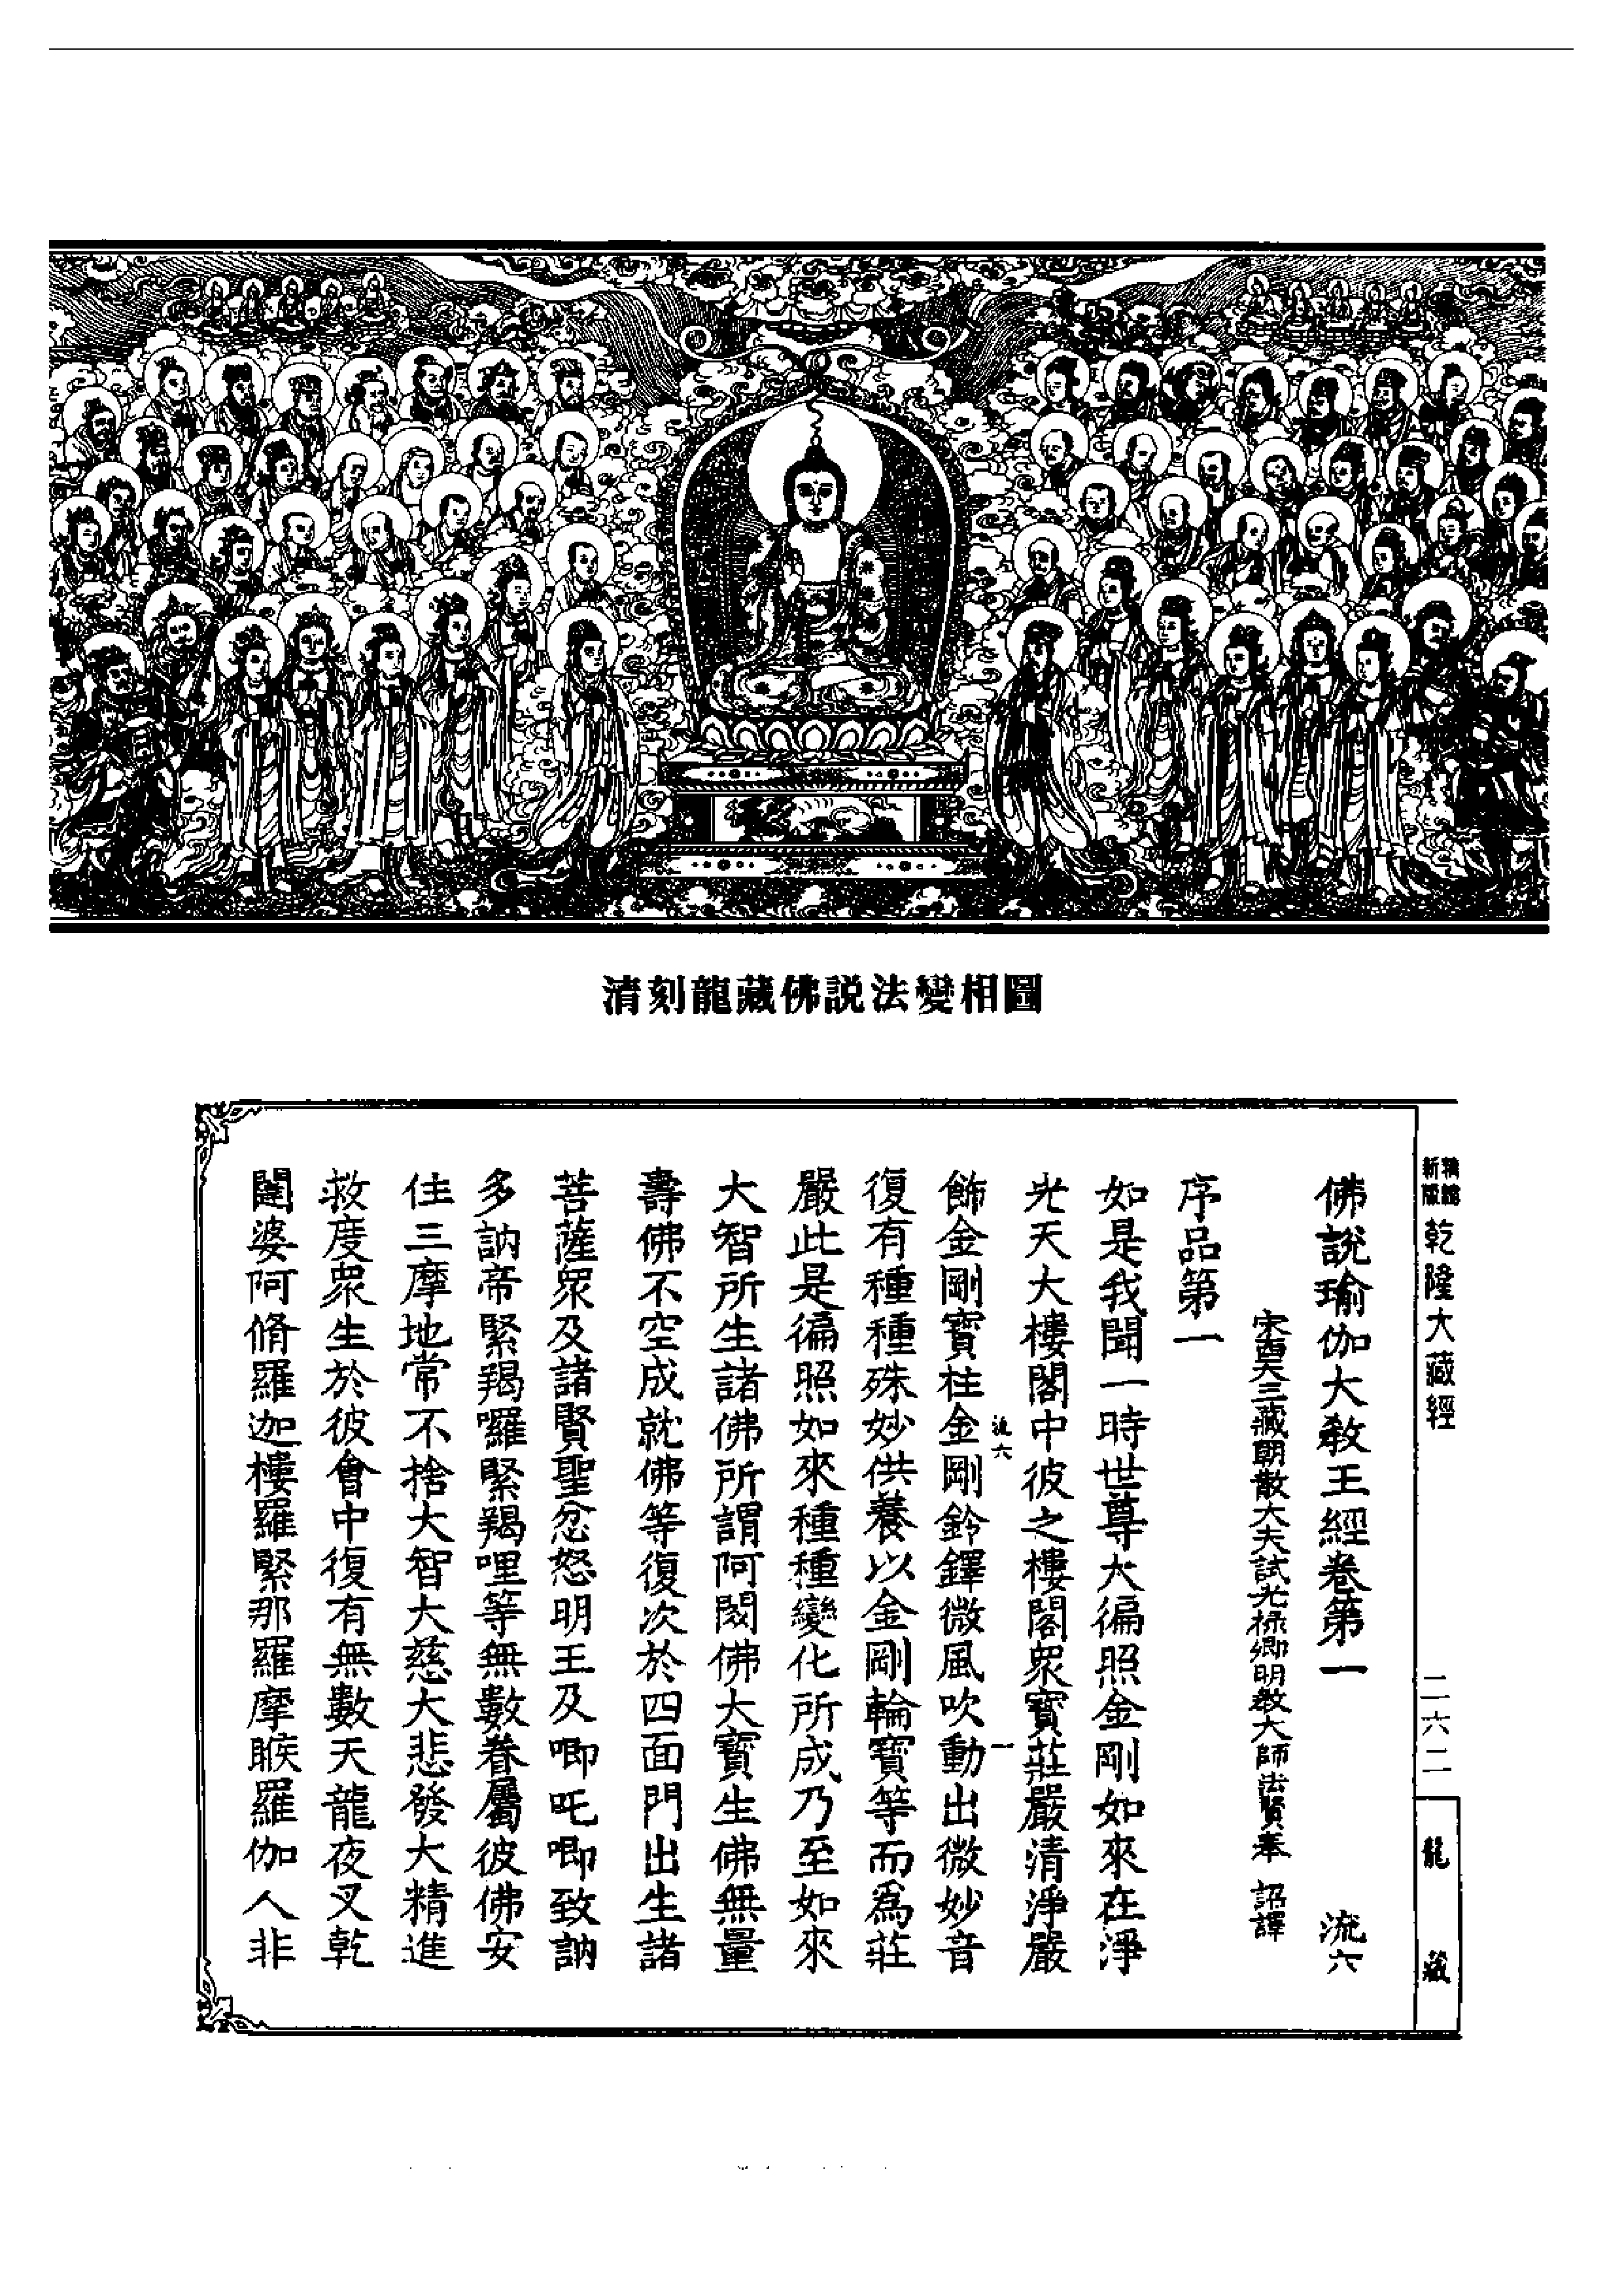 清刻龍藏佛説法變相圖
新版
精縮
乾隆大藏經
二六二
龍
藏
佛說瑜伽大教王經卷第一
流六
宋西天三藏朝散大夫試光祿卿明教大師法賢奉 詔譯
序品第一
如是我聞一時世尊大徧照金剛如來在淨
光天大樓閣中彼之樓閣眾寶莊嚴清淨嚴
流六
一
飾金剛寶柱金剛鈴鐸微風吹動出微妙音
復有種種殊妙供養以金剛輪寶等而為莊
嚴此是徧照如來種種變化所成乃至如來
大智所生諸佛所謂阿閦佛大寶生佛無量
壽佛不空成就佛等復次於四面門出生諸
菩薩眾及諸賢聖忿怒明王及唧吒唧致訥
多訥帝緊羯囉緊羯哩等無數眷屬彼佛安
住三摩地常不捨大智大慈大悲發大精進
救度眾生於彼會中復有無數天龍夜叉乾
闥婆阿脩羅迦樓羅緊那羅摩睺羅伽人非